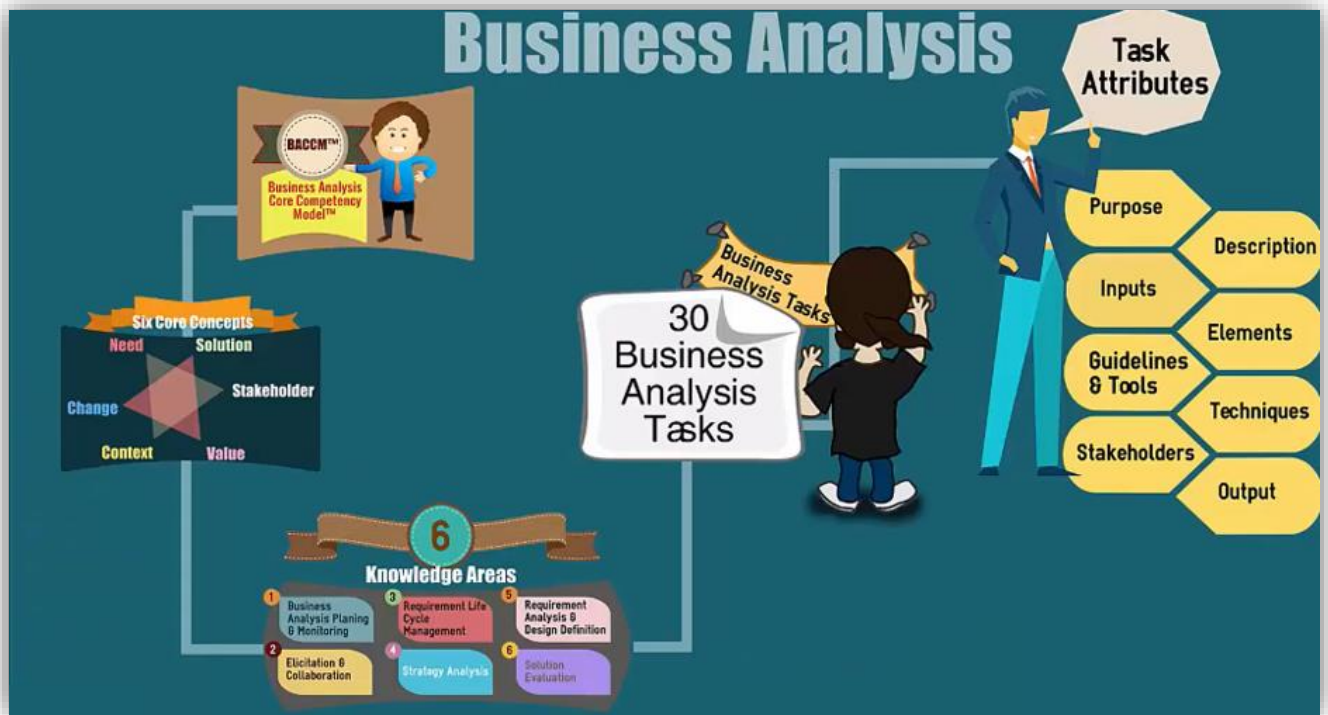 Business Analysis
BACCM™
Business Analysis
Core Competency
Model™
Six Core Concepts
Need
Solution
Stakeholder
Change
Context
Value
6
Knowledge Areas
1
Business
Analysis Planing
& Monitoring
2
Elicitation &
Collaboration
3
Requirement Life
Cycle
Management
4
Strategy Analysis
5
Requirement
Analysis &
Design Definition
6
Solution
Evaluation
Business
Analysis Tasks
30
Business
Analysis
Tasks
Task
Attributes
Purpose
Description
Inputs
Elements
Guidelines
& Tools
Techniques
Stakeholders
Output